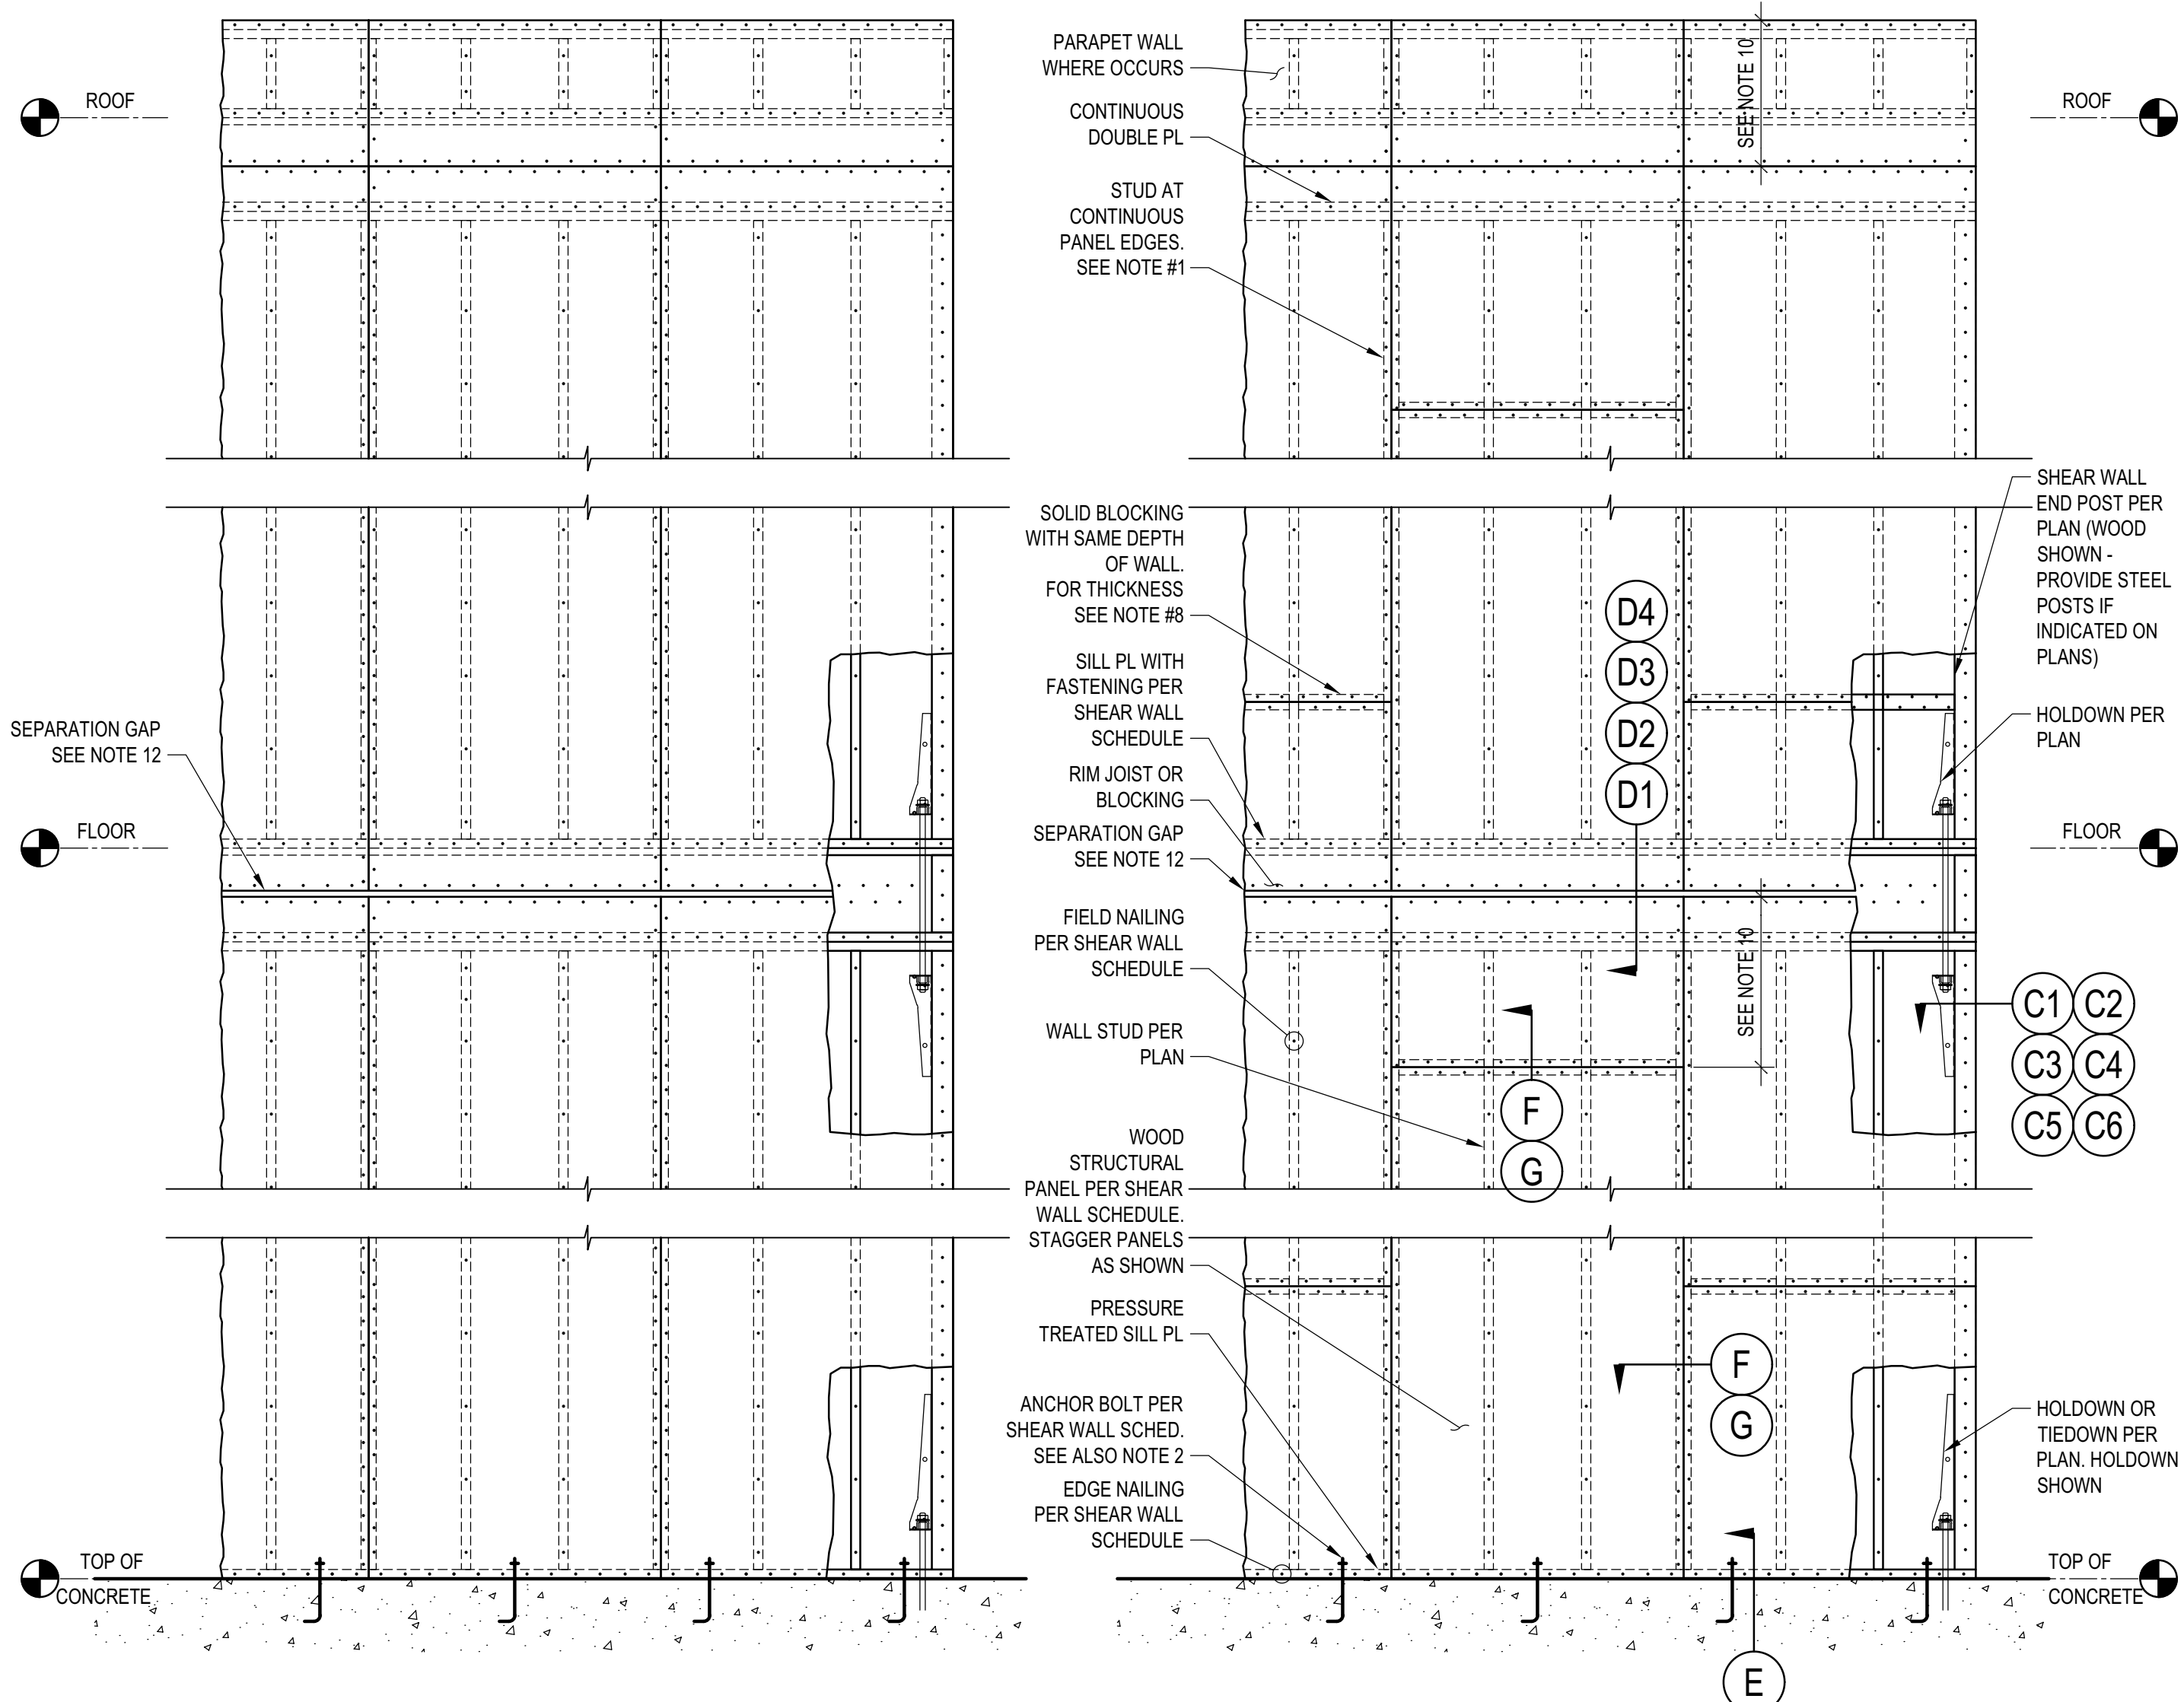 ROOF
SEPARATION GAP
SEE NOTE 12
FLOOR
TOP OF
CONCRETE
PARAPET WALL
WHERE OCCURS
CONTINUOUS
DOUBLE PL
STUD AT
CONTINUOUS
PANEL EDGES.
SEE NOTE #1
SOLID BLOCKING
WITH SAME DEPTH
OF WALL.
FOR THICKNESS
SEE NOTE #8
SILL PL WITH
FASTENING PER
SHEAR WALL
SCHEDULE
RIM JOIST OR
BLOCKING
SEPARATION GAP
SEE NOTE 12
FIELD NAILING
PER SHEAR WALL
SCHEDULE
WALL STUD PER
PLAN
WOOD
STRUCTURAL
PANEL PER SHEAR
WALL SCHEDULE.
STAGGER PANELS
AS SHOWN
PRESSURE
TREATED SILL PL
ANCHOR BOLT PER
SHEAR WALL SCHED.
SEE ALSO NOTE 2
EDGE NAILING
PER SHEAR WALL
SCHEDULE
SEE NOTE 10
D4
D3
D2
D1
SEE NOTE 10
F
G
F
G
E
ROOF
SHEAR WALL
END POST PER
PLAN (WOOD
SHOWN -
PROVIDE STEEL
POSTS IF
INDICATED ON
PLANS)
HOLDOWN PER
PLAN
FLOOR
C1 C2
C3 C4
C5 C6
HOLDOWN OR
TIEDOWN PER
PLAN. HOLDOWN
SHOWN
TOP OF
CONCRETE